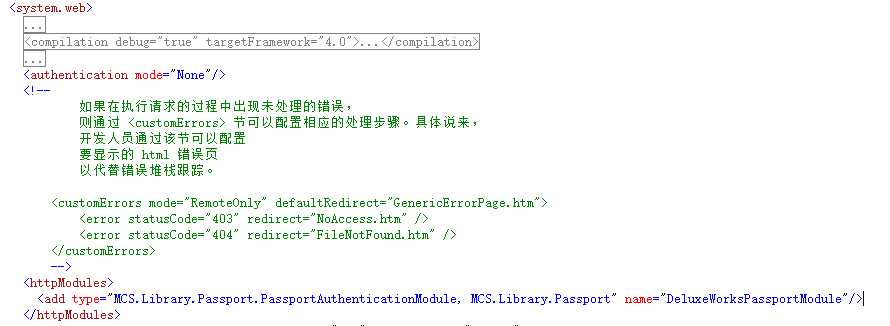 <system.web>
...
<compilation debug="true" targetFramework="4.0">...</compilation>
...
<authentication mode="None"/>
<!--
如果在执行请求的过程中出现未处理的错误，
则通过 <customErrors> 节可以配置相应的处理步骤。具体说来，
开发人员通过该节可以配置
要显示的 html 错误页
以代替错误堆栈跟踪。
<customErrors mode="RemoteOnly" defaultRedirect="GenericErrorPage.htm">
<error statusCode="403" redirect="NoAccess.htm" />
<error statusCode="404" redirect="FileNotFound.htm" />
</customErrors>
-->
<httpModules>
<add type="MCS.Library.Passport.PassportAuthenticationModule, MCS.Library.Passport" name="DeluxeWorksPassportModule"/>
</httpModules>